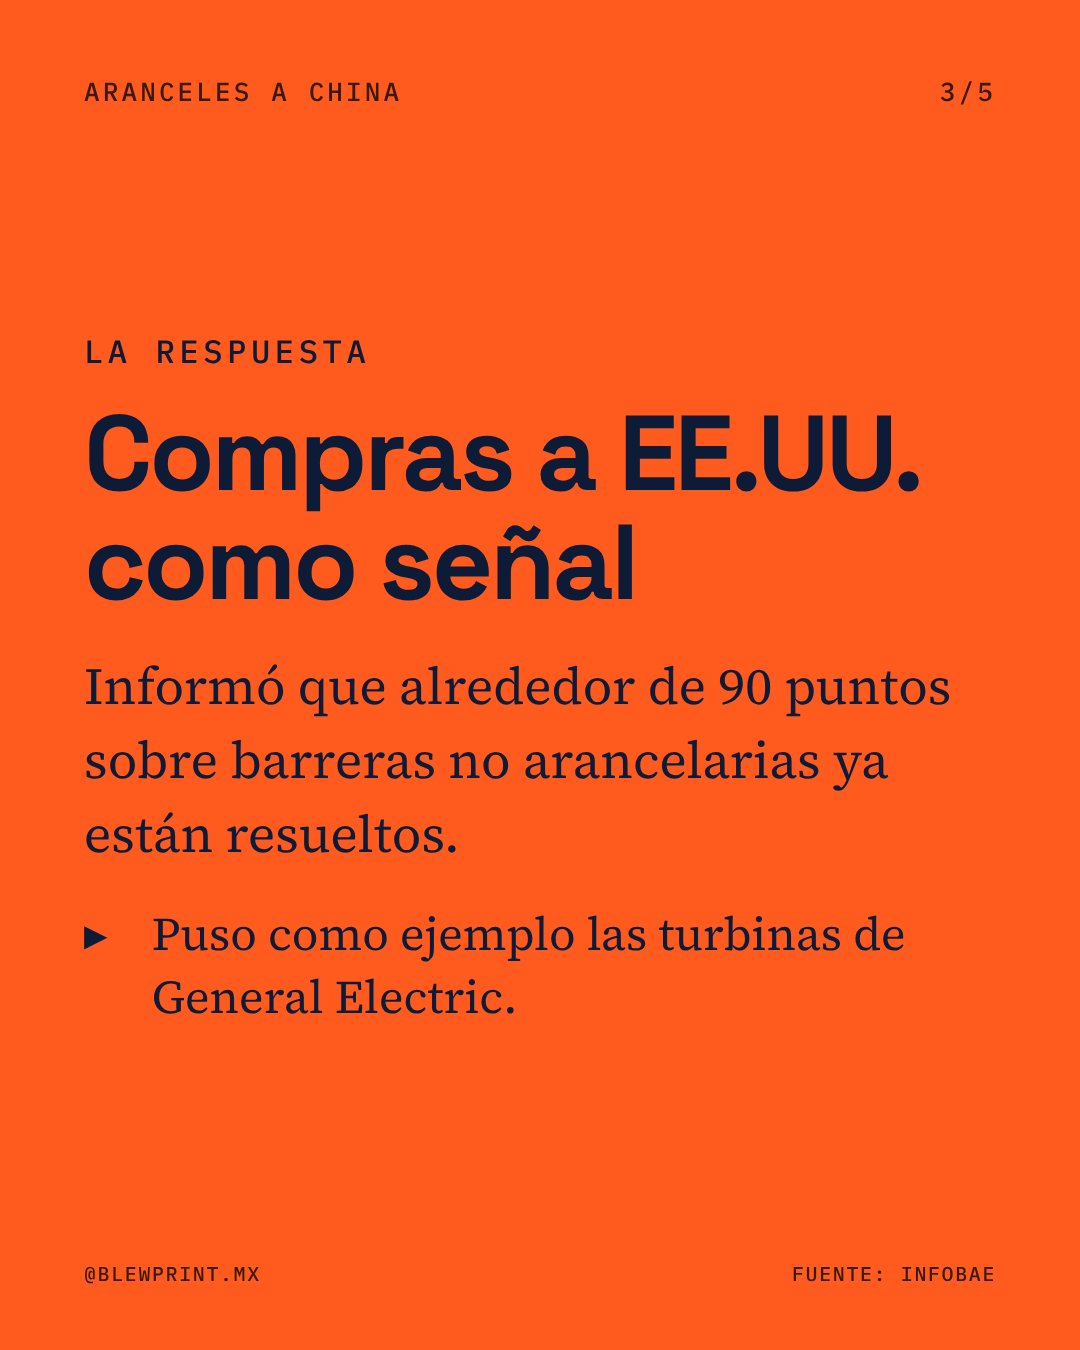 ARANCELES A CHINA
3/5
LA RESPUESTA
Compras a EE.UU.
como señal
Informó que alrededor de 90 puntos
sobre barreras no arancelarias ya
están resueltos.
▶ Puso como ejemplo las turbinas de
General Electric.
@BLEWPRINT.MX
FUENTE: INFOBAE